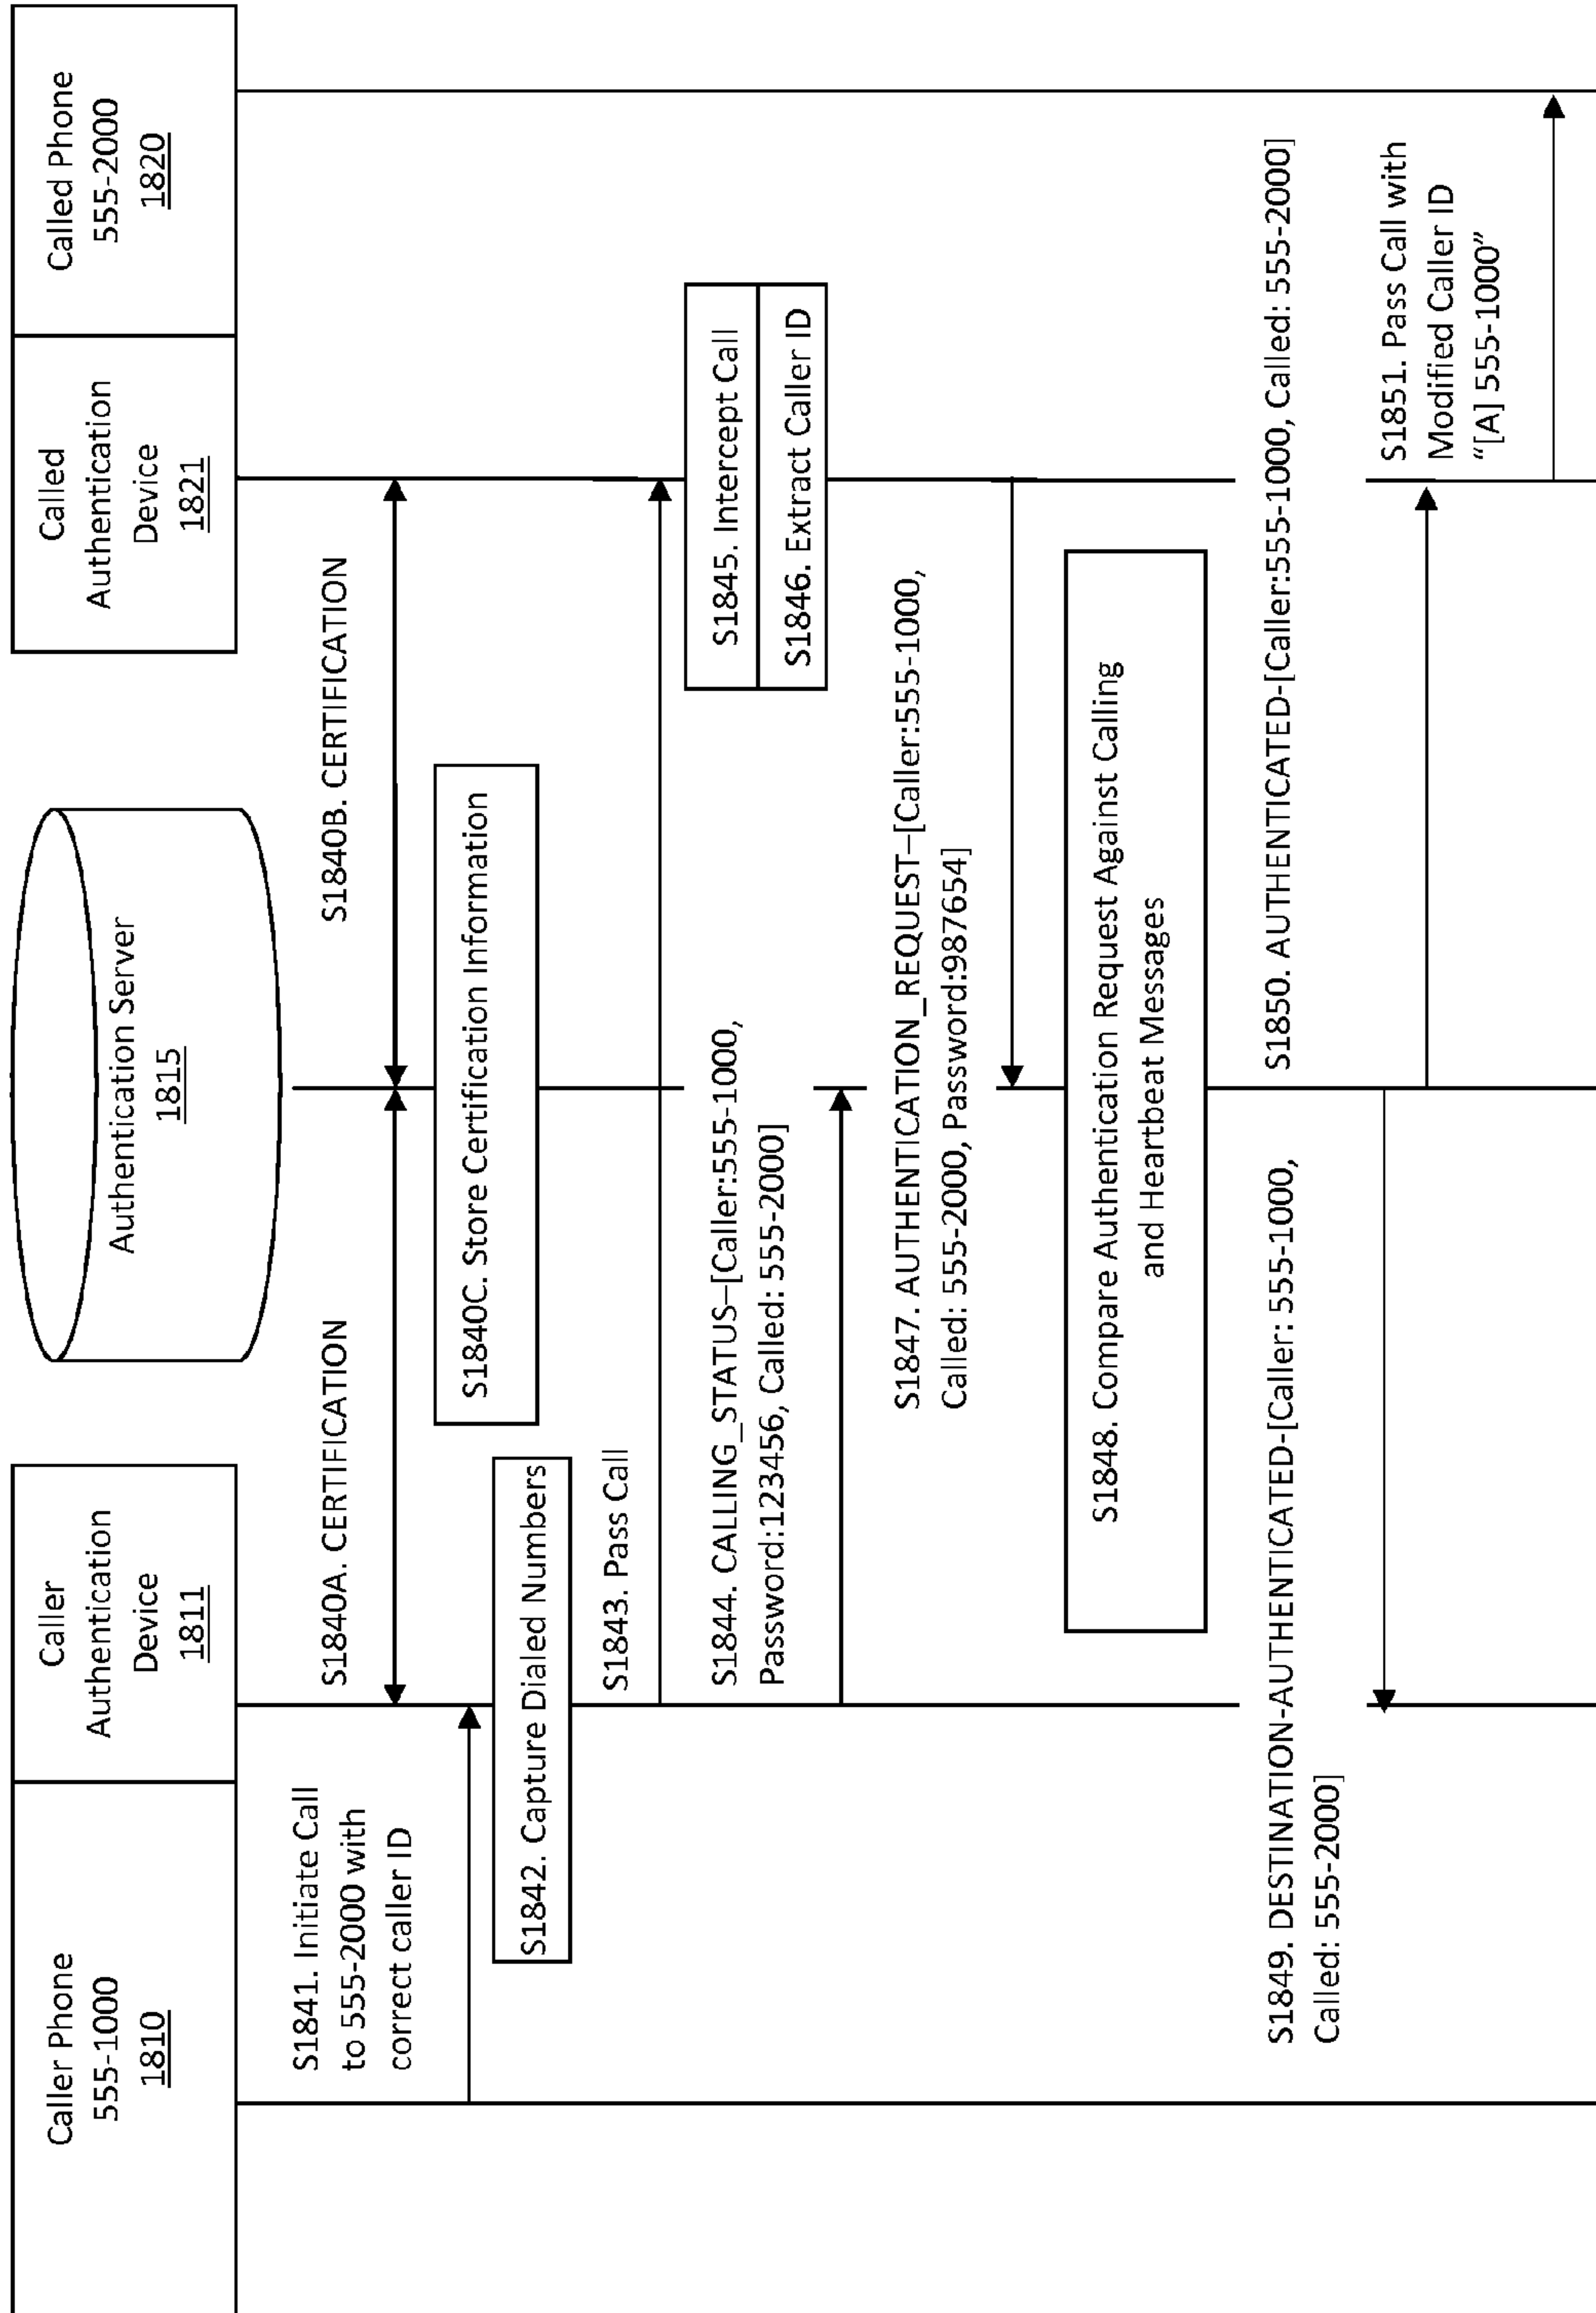 Caller Phone
555-1000
1810
Caller
Authentication
Device
1811
Authentication Server
1815
Called
Authentication
Device
1821
Called Phone
555-2000
1820
S1840A. CERTIFICATION
S1840B. CERTIFICATION
S1841. Initiate Call
to 555-2000 with
correct caller ID
S1840C. Store Certification Information
S1842. Capture Dialed Numbers
S1843. Pass Call
S1844. CALLING_STATUS–[Caller:555-1000,
Password:123456, Called: 555-2000]
S1845. Intercept Call
S1846. Extract Caller ID
S1847. AUTHENTICATION_REQUEST–[Caller:555-1000,
Called: 555-2000, Password:987654]
S1848. Compare Authentication Request Against Calling
and Heartbeat Messages
S1849. DESTINATION-AUTHENTICATED-[Caller: 555-1000,
Called: 555-2000]
S1850. AUTHENTICATED-[Caller:555-1000, Called: 555-2000]
S1851. Pass Call with
Modified Caller ID
“[A] 555-1000”